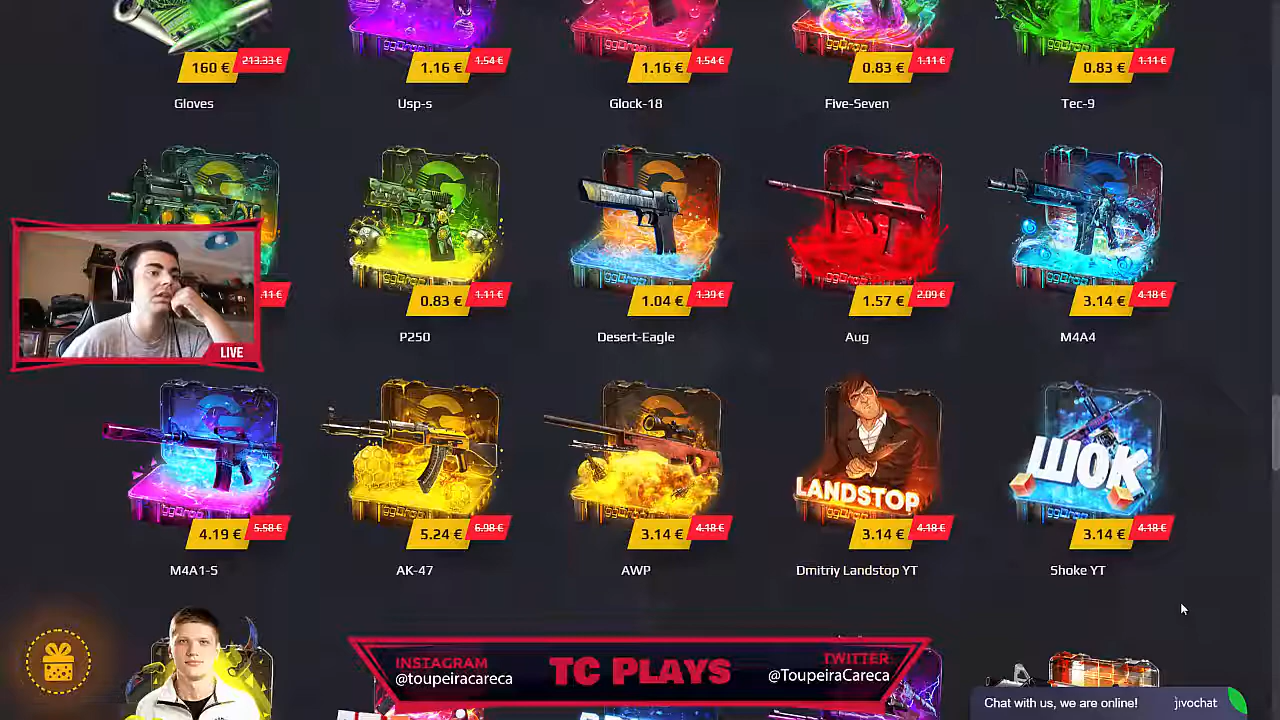 160 € 213.33 €
1.16 € 1.54 €
1.16 € 1.54 €
0.83 € 1.11 €
0.83 € 1.11 €
Gloves
Usp-s
Glock-18
Five-Seven
Tec-9
0.83 € 1.11 €
1.04 € 1.39 €
1.57 € 2.09 €
3.14 € 4.18 €
P250
Desert-Eagle
Aug
M4A4
LIVE
LANDSTOP
ШОК
4.19 € 5.58 €
5.24 € 6.98 €
3.14 € 4.18 €
3.14 € 4.18 €
3.14 € 4.18 €
M4A1-S
AK-47
AWP
Dmitriy Landstop YT
Shoke YT
INSTAGRAM
@toupeiracareca
TC PLAYS
TWITTER
@ToupeiraCareca
Chat with us, we are online! jivochat